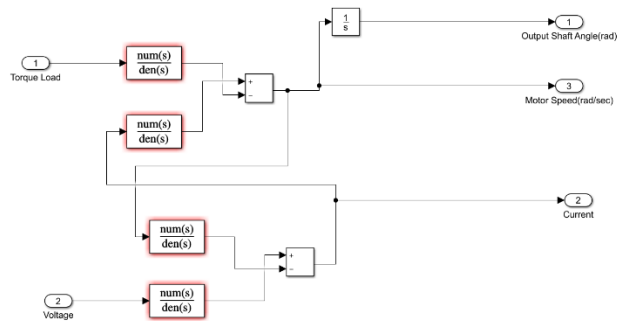 1
s
1
Output Shaft Angle(rad)
1
Torque Load
num(s)
den(s)
+
−
3
Motor Speed(rad/sec)
num(s)
den(s)
2
Current
num(s)
den(s)
+
−
2
Voltage
num(s)
den(s)